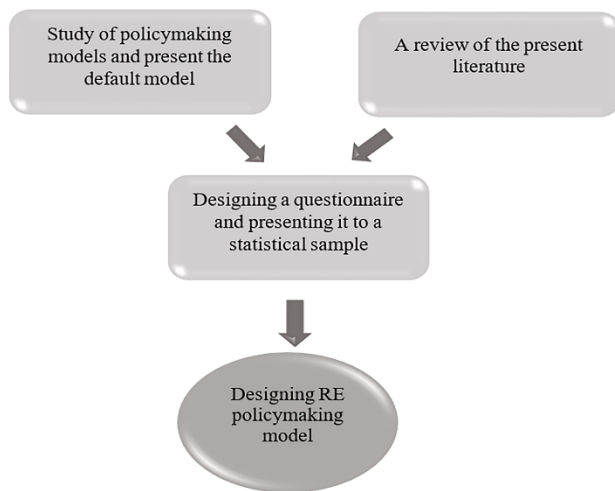 Study of policymaking
models and present the
default model
A review of the present
literature
Designing a questionnaire
and presenting it to a
statistical sample
Designing RE
policymaking
model